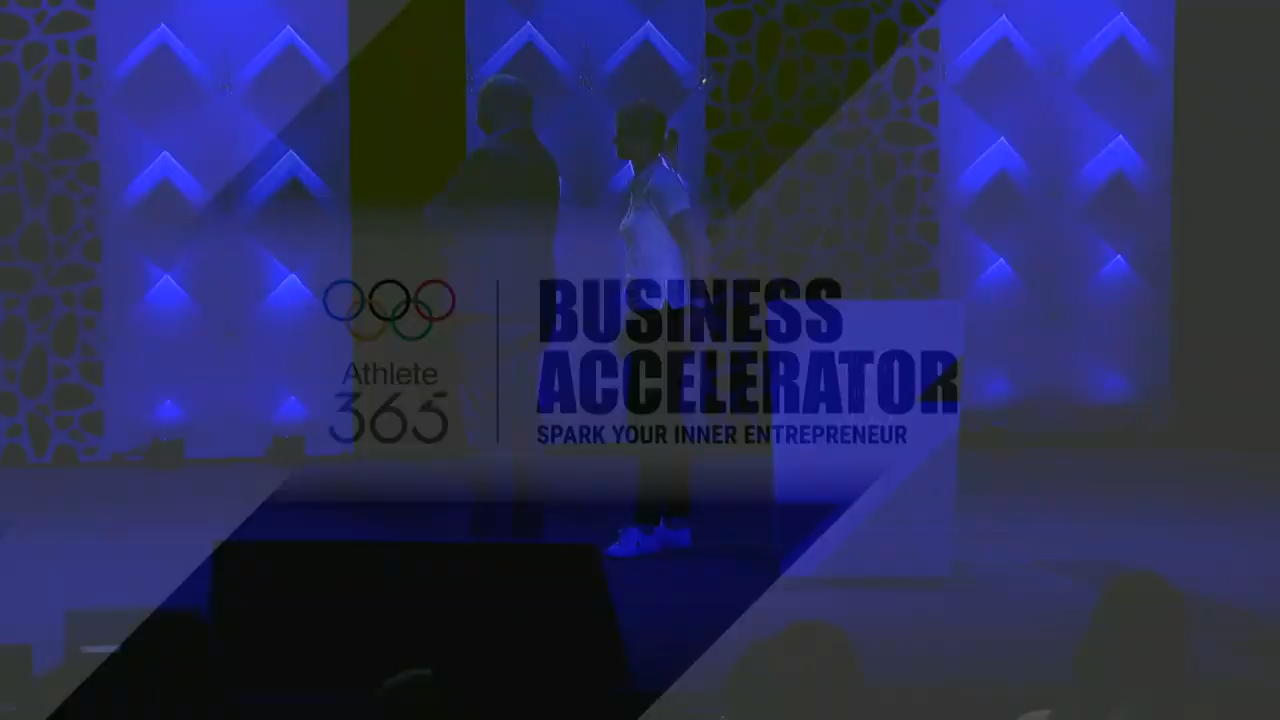 Athlete
365
BUSINESS
ACCELERATOR
SPARK YOUR INNER ENTREPRENEUR